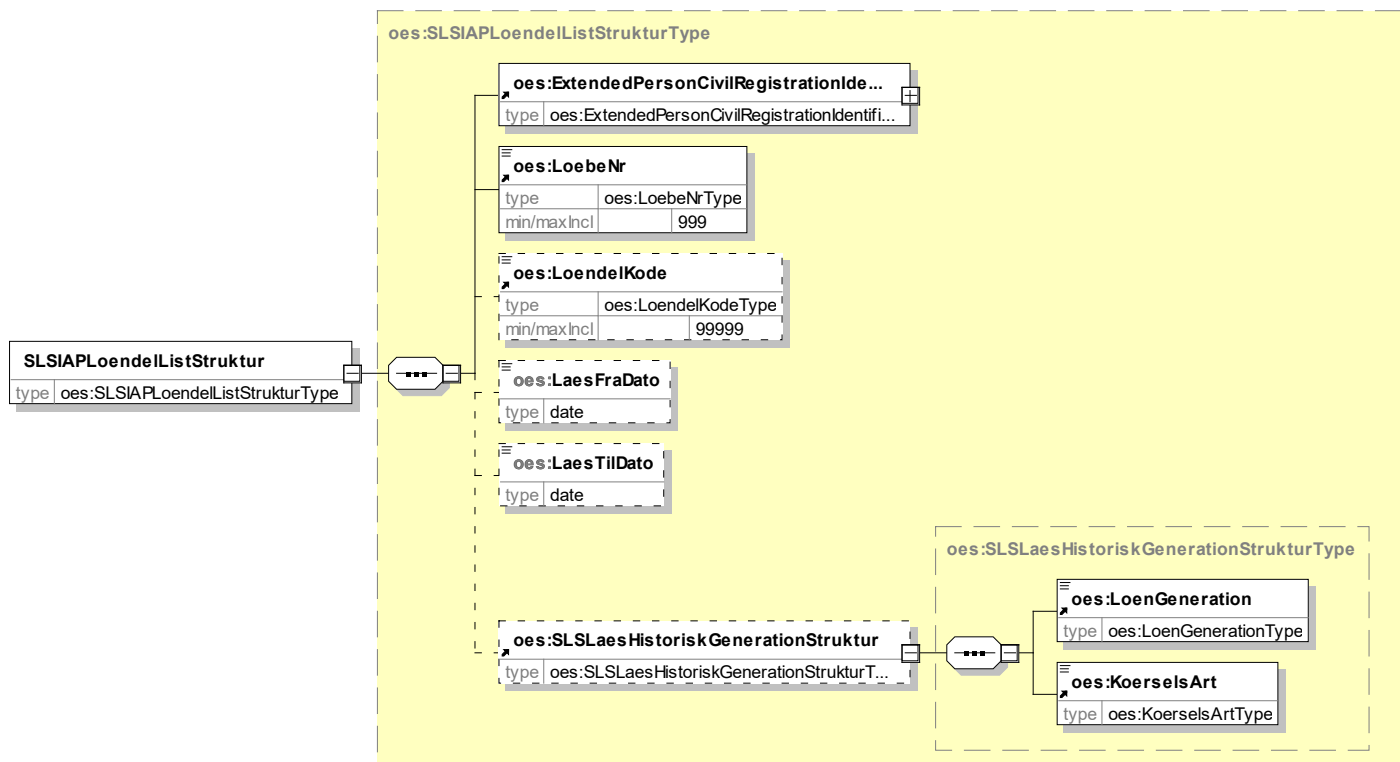 oes:SLSIAPLoendelListStrukturType
oes:ExtendedPersonCivilRegistrationIde...
type oes:ExtendedPersonCivilRegistrationIdentifi...
oes:LoebeNr
type oes:LoebeNrType
min/maxIncl 999
oes:LoendelKode
type oes:LoendelKodeType
min/maxIncl 99999
SLSIAPLoendelListStruktur
type oes:SLSIAPLoendelListStrukturType
oes:LaesFraDato
type date
oes:LaesTilDato
type date
oes:SLSLaesHistoriskGenerationStruktur
type oes:SLSLaesHistoriskGenerationStrukturT...
oes:SLSLaesHistoriskGenerationStrukturType
oes:LoenGeneration
type oes:LoenGenerationType
oes:KoerselsArt
type oes:KoerselsArtType